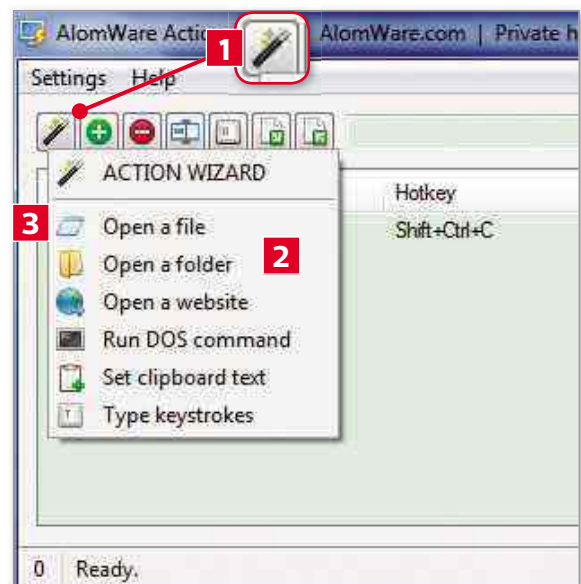 AlomWare Actio AlomWare.com | Private h
1
Settings Help
ACTION WIZARD
Hotkey
3
Open a file
Shift+Ctrl+C
Open a folder
2
Open a website
Run DOS command
Set clipboard text
Type keystrokes
0 Ready.